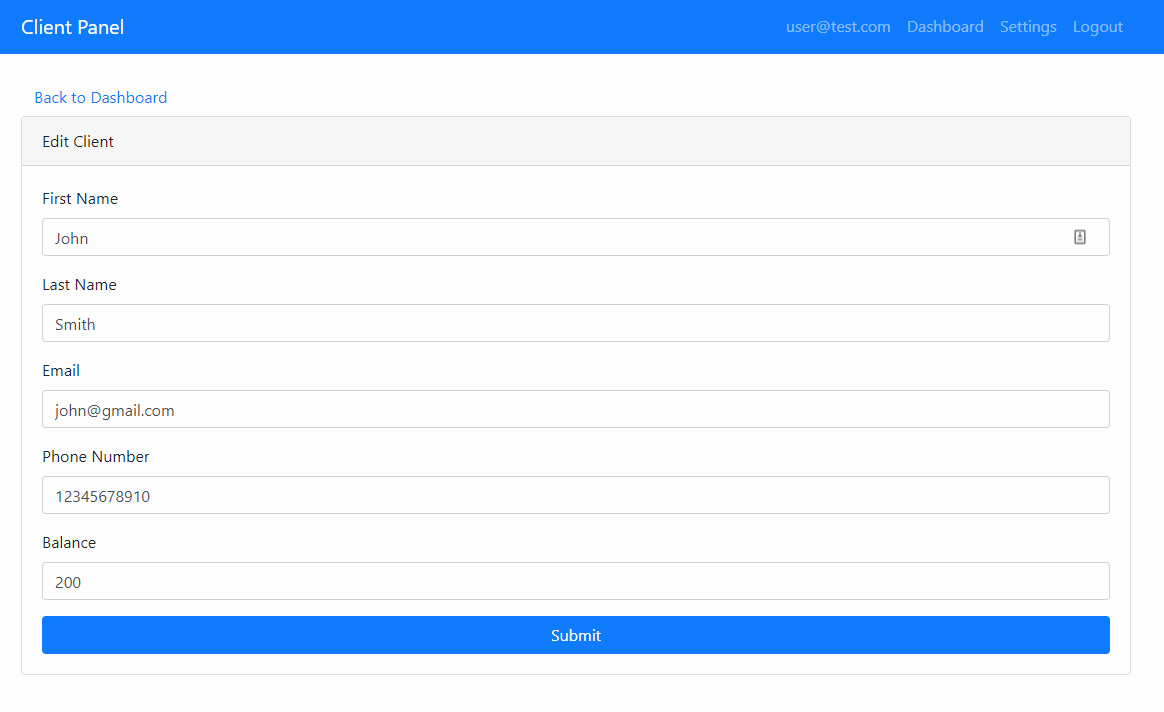 Client Panel
user@test.com Dashboard Settings Logout
Back to Dashboard
Edit Client
First Name
John
Last Name
Smith
Email
john@gmail.com
Phone Number
12345678910
Balance
200
Submit